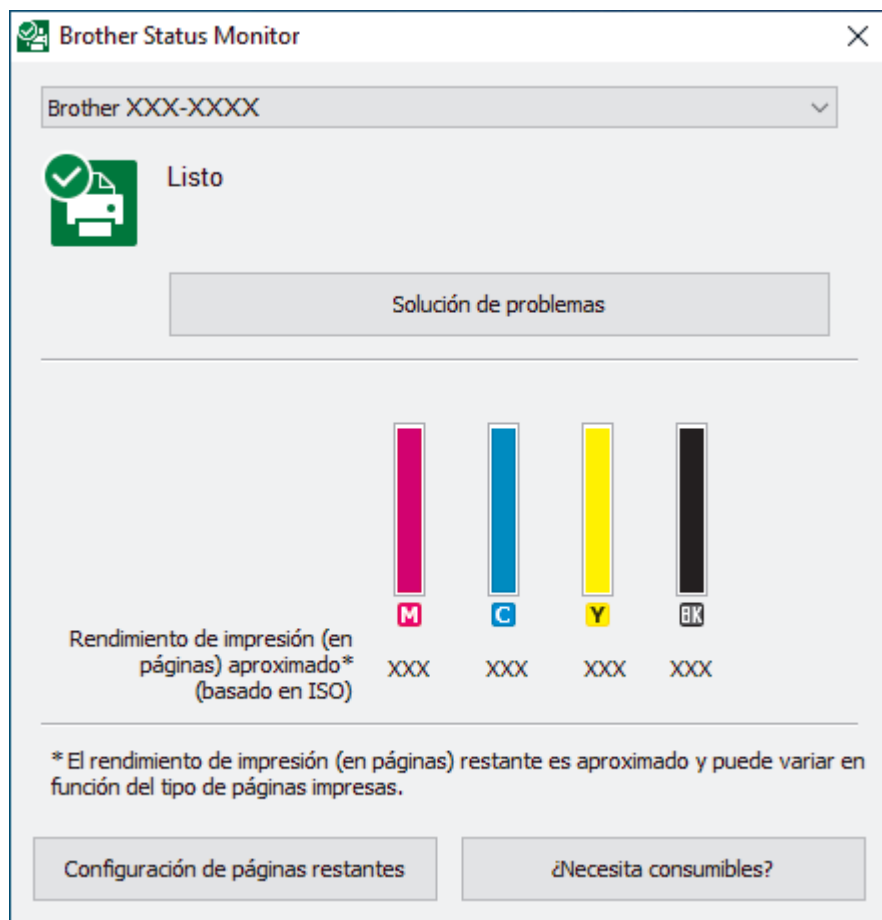 Brother Status Monitor
Brother XXX-XXXX
Listo
Solución de problemas
M C Y BK
Rendimiento de impresión (en
páginas) aproximado*
(basado en ISO)
XXX XXX XXX XXX
* El rendimiento de impresión (en páginas) restante es aproximado y puede variar en
función del tipo de páginas impresas.
Configuración de páginas restantes
¿Necesita consumibles?